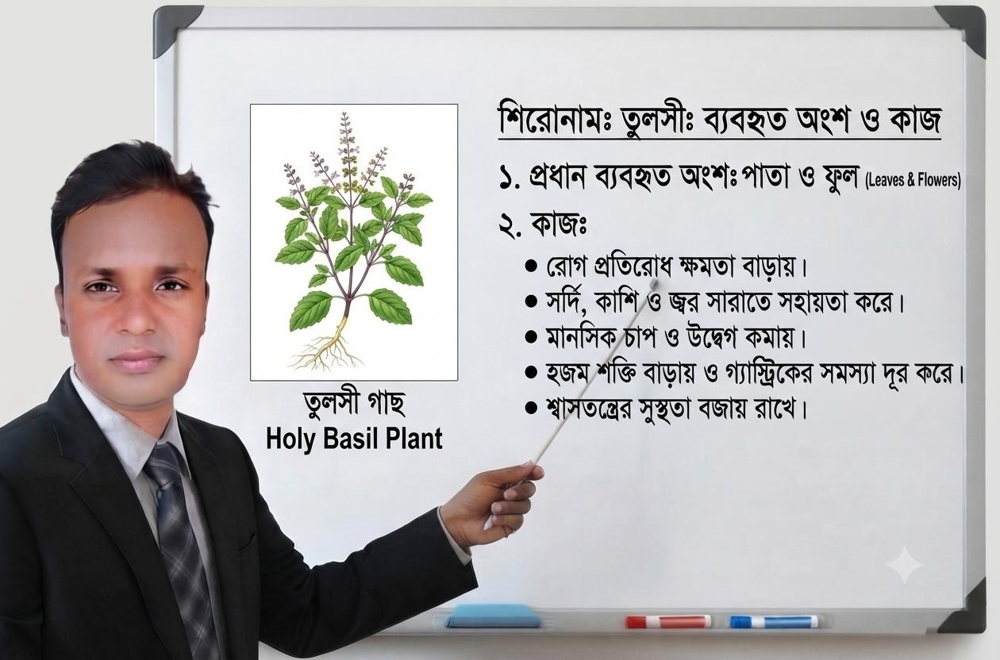 শিরোনামঃ তুলসীঃ ব্যবহৃত অংশ ও কাজ
১. প্রধান ব্যবহৃত অংশঃ পাতা ও ফুল (Leaves & Flowers)
২. কাজঃ
● রোগ প্রতিরোধ ক্ষমতা বাড়ায়।
● সর্দি, কাশি ও জ্বর সারাতে সহায়তা করে।
● মানসিক চাপ ও উদ্বেগ কমায়।
● হজম শক্তি বাড়ায় ও গ্যাস্ট্রিকের সমস্যা দূর করে।
● শ্বাসতন্ত্রের সুস্থতা বজায় রাখে।
তুলসী গাছ
Holy Basil Plant